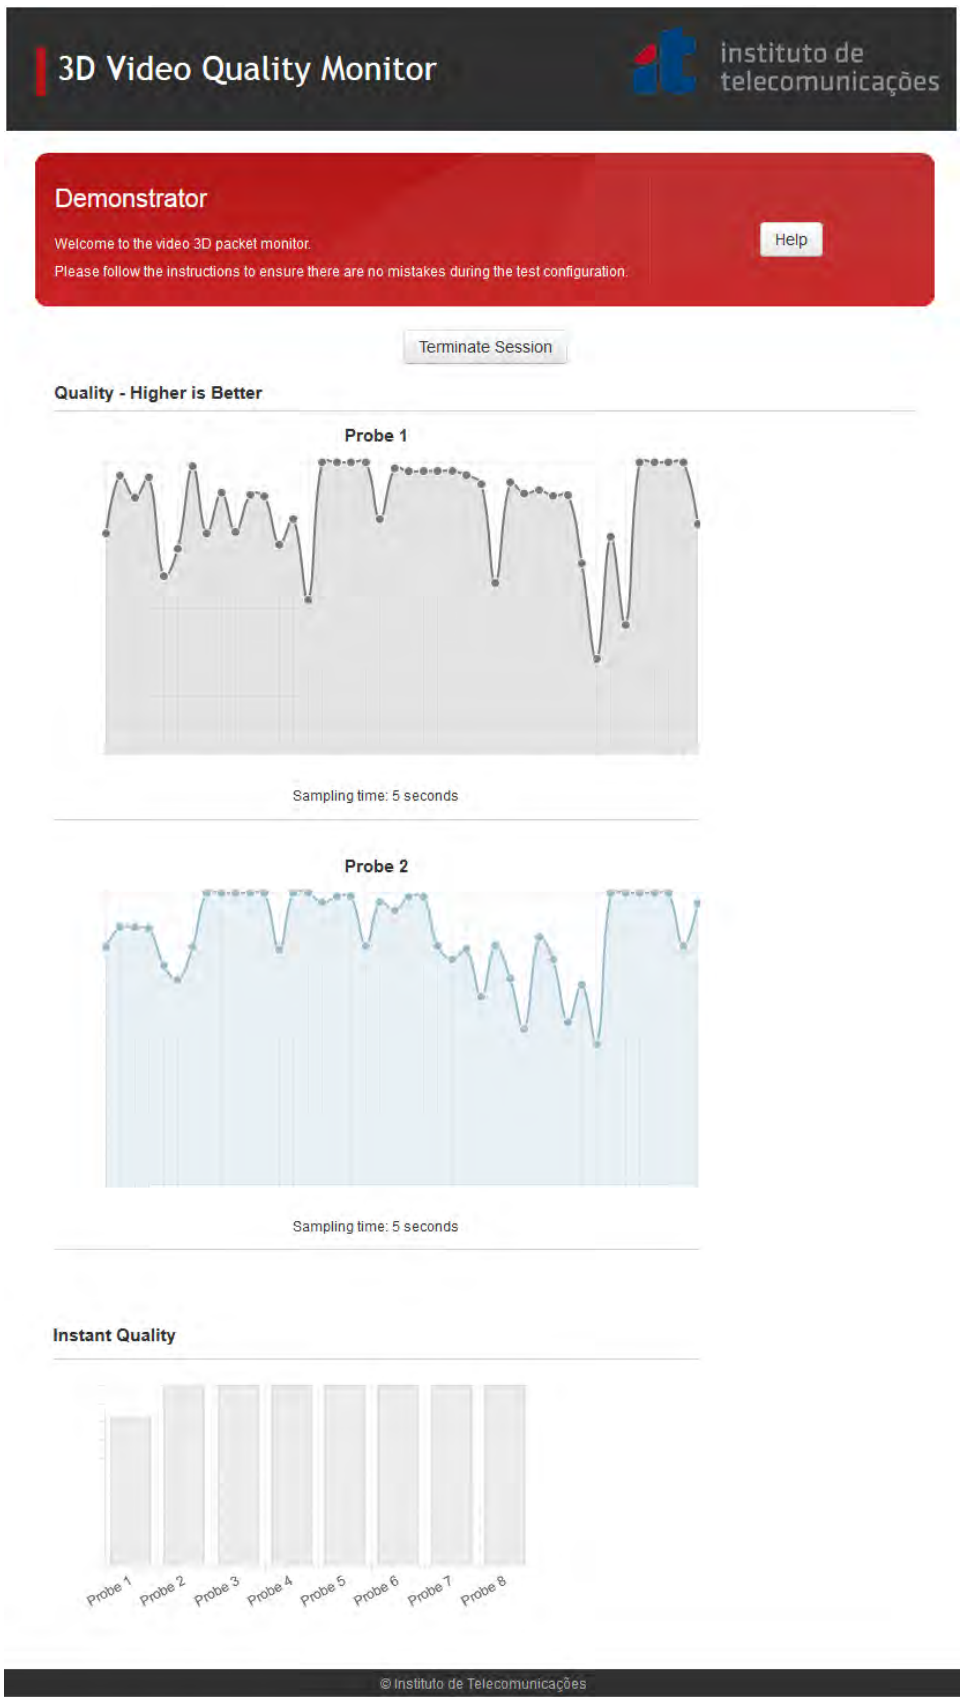 3D Video Quality Monitor
instituto de
telecomunicações
Demonstrator
Welcome to the video 3D packet monitor.
Please follow the instructions to ensure there are no mistakes during the test configuration.
Help
Terminate Session
Quality - Higher is Better
Probe 1
Sampling time: 5 seconds
Probe 2
Sampling time: 5 seconds
Instant Quality
Probe 1
Probe 2
Probe 3
Probe 4
Probe 5
Probe 6
Probe 7
Probe 8
© Instituto de Telecomunicações